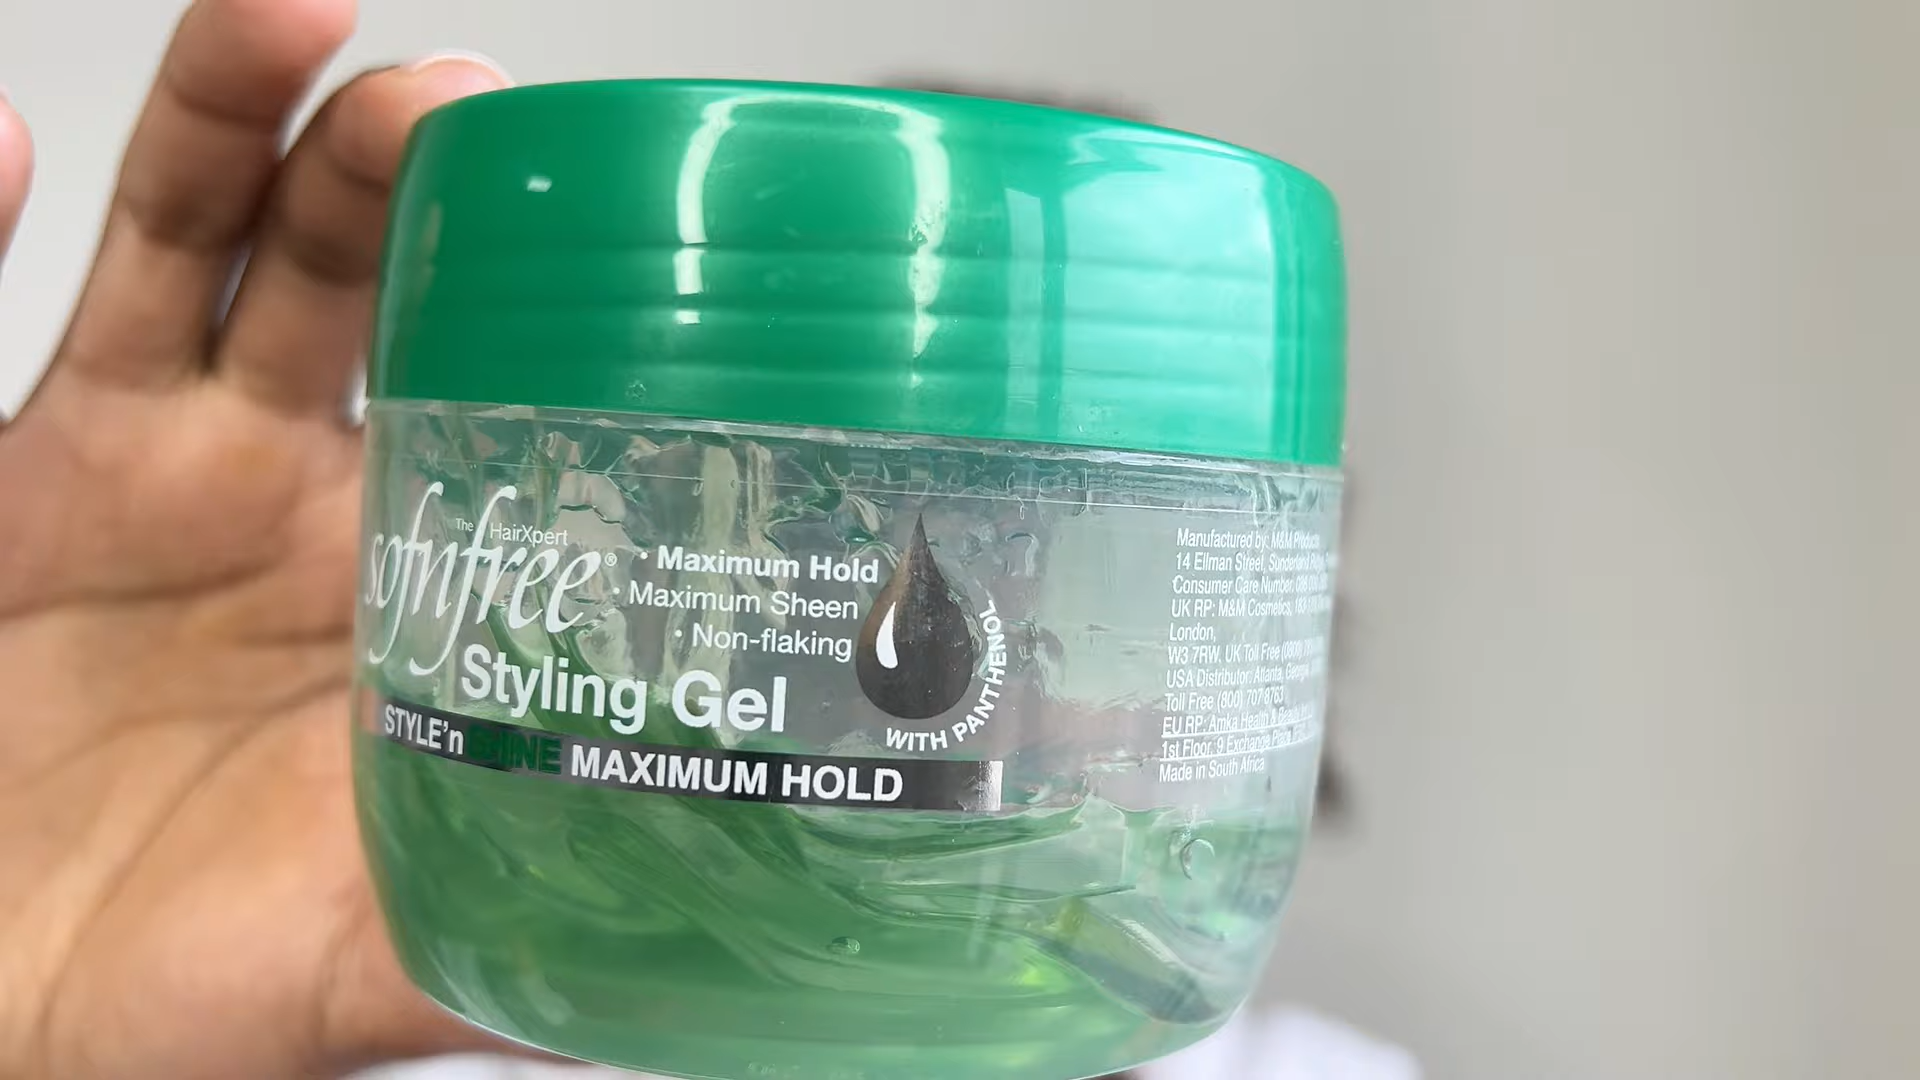 The HairXpert
sofnfree®
• Maximum Hold
• Maximum Sheen
• Non-flaking
Styling Gel
WITH PANTHENOL
STYLE'n SHINE MAXIMUM HOLD
Manufactured by: M&M Products
14 Ellman Street, Sunderland Ridge,
Consumer Care Number:
UK RP: M&M Cosmetics,
London,
W3 7RW, UK Toll Free (0800)
USA Distributor: Atlanta, Georgia
Toll Free (800) 707 8763
EU RP: Amka Health & Beauty
1st Floor, 9 Exchange Place
Made in South Africa